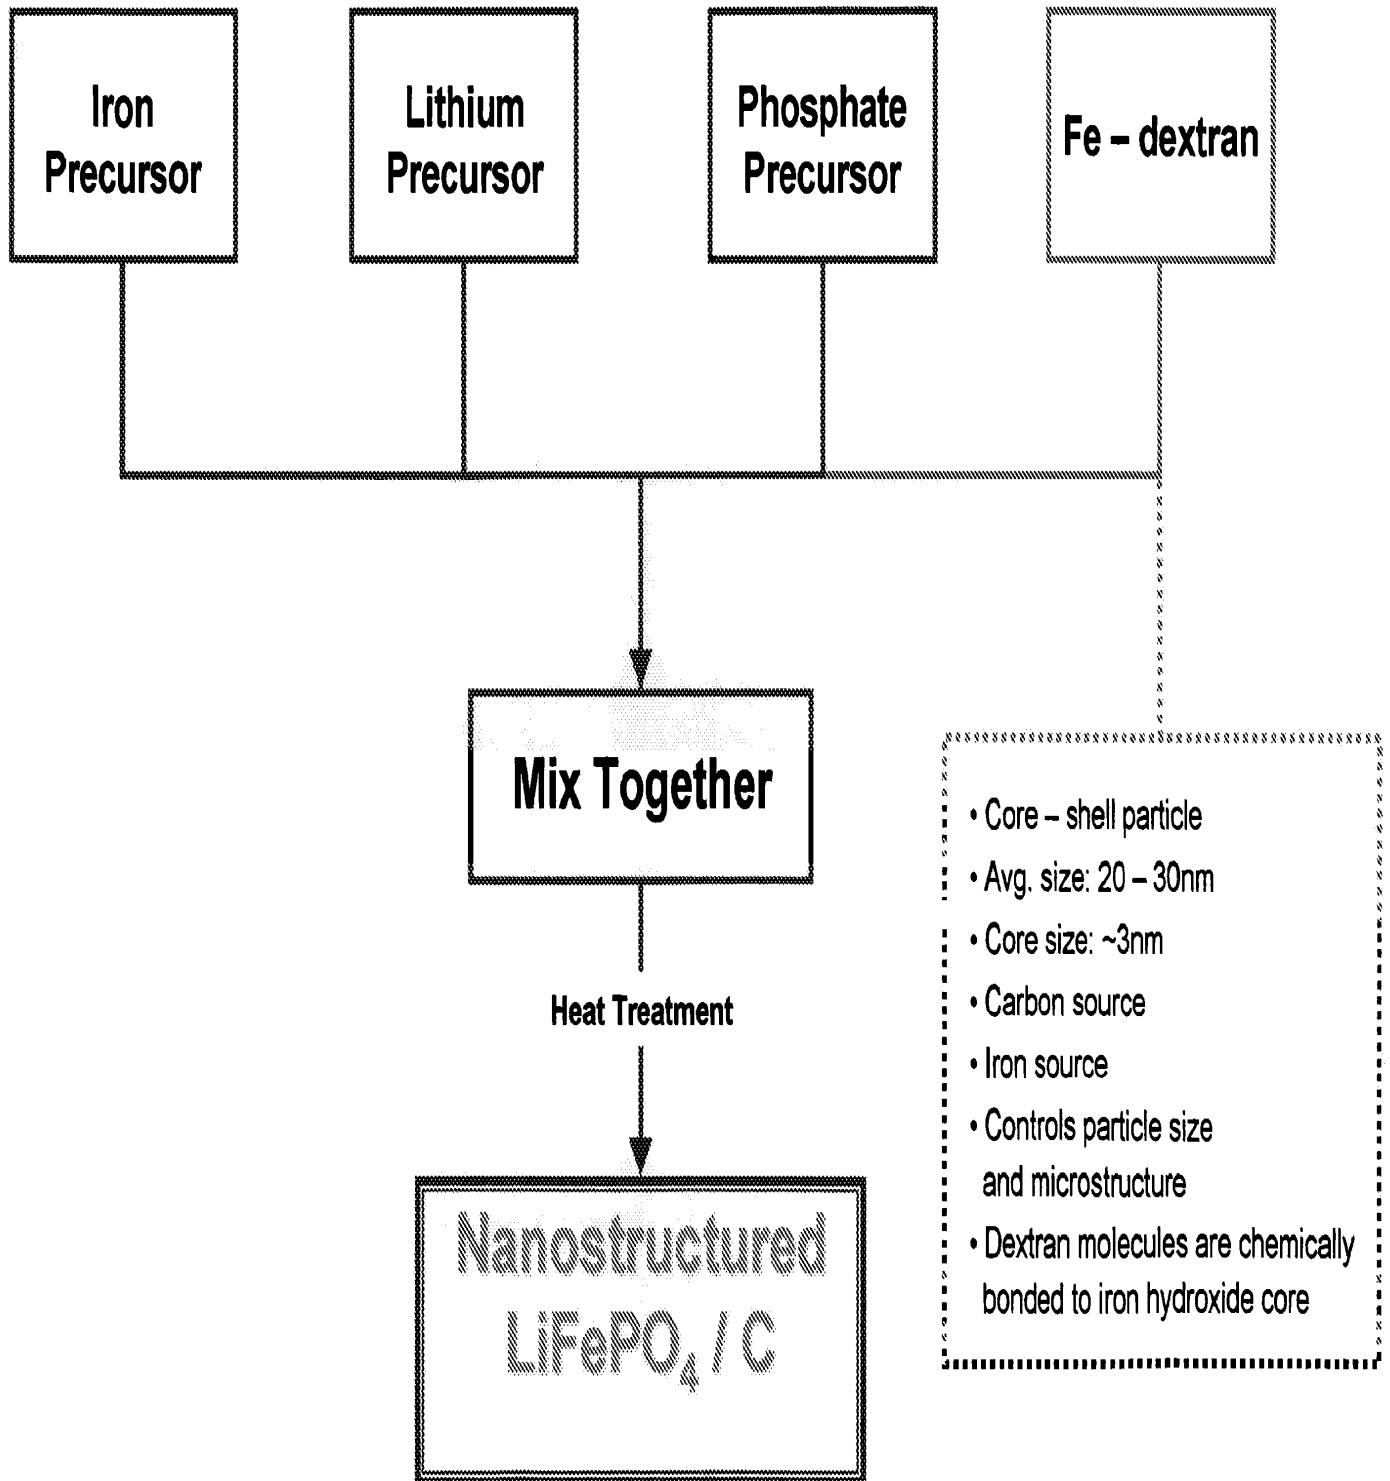 Iron
Precursor
Lithium
Precursor
Phosphate
Precursor
Fe – dextran
Mix Together
• Core – shell particle
• Avg. size: 20 – 30nm
• Core size: ~3nm
• Carbon source
• Iron source
• Controls particle size
and microstructure
• Dextran molecules are chemically
bonded to iron hydroxide core
Heat Treatment
Nanostructured
LiFePO₄ / C